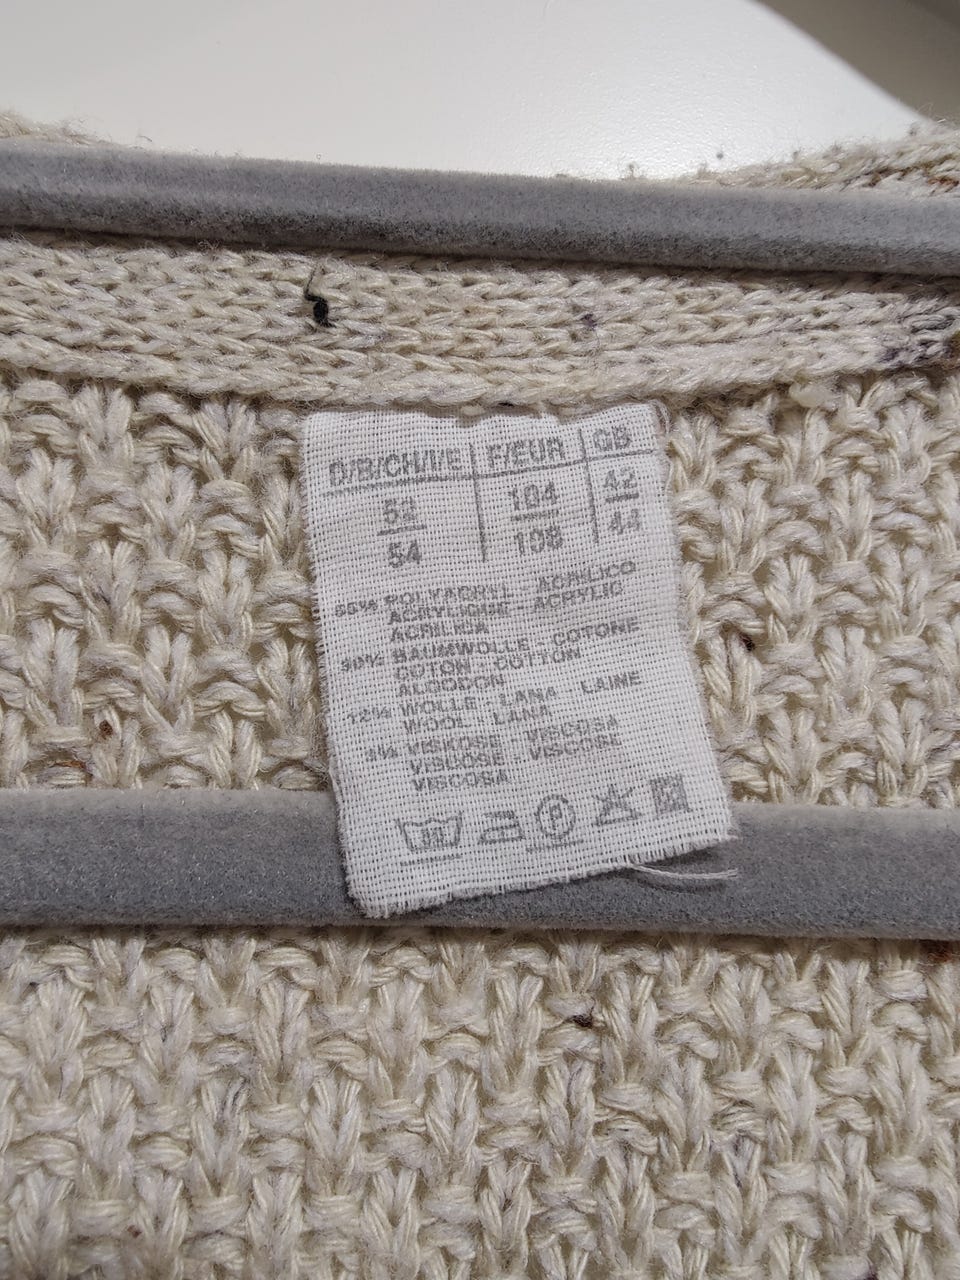 D/B/CH/I/E F/EUR GB
52 104 42
54 108 44
55% POLYACRYL - ACRILICO
ACRYLIQUE - ACRYLIC
ACRILICA
30% BAUMWOLLE - COTONE
COTON - COTTON
ALGODON
12% WOLLE - LANA - LAINE
WOOL - LANA
3% VISKOSE - VISCOSA
VISCOSE - VISCOSE
VISCOSA
P